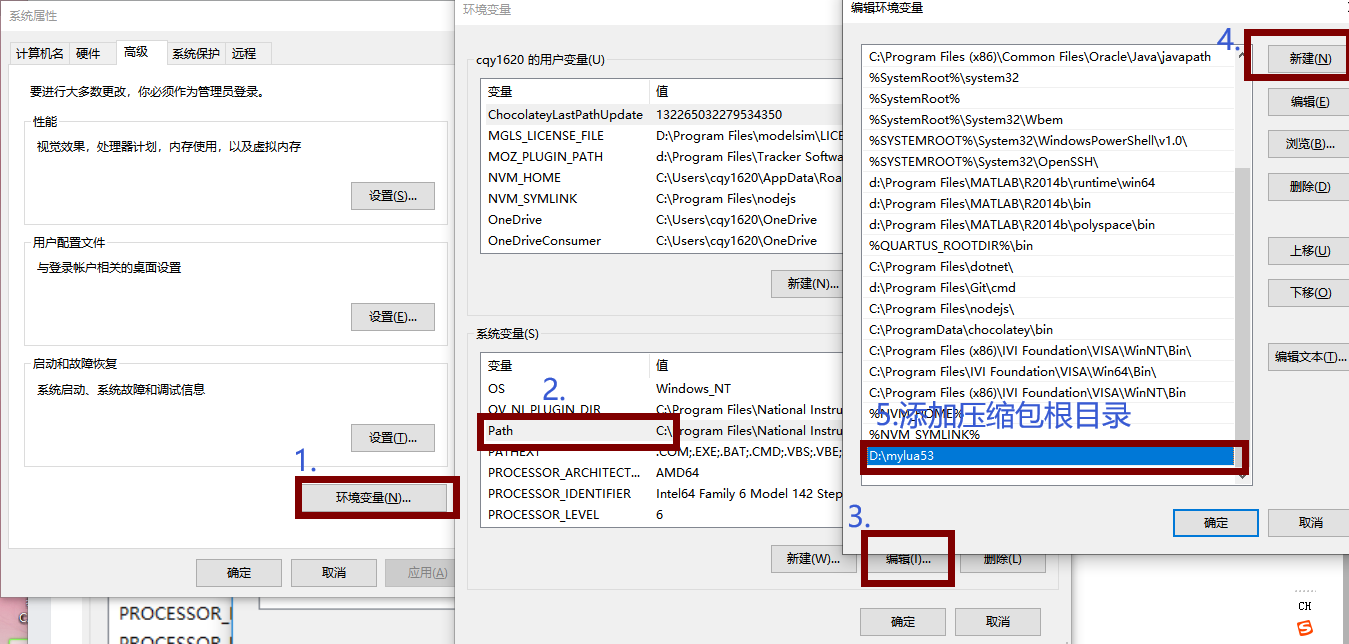 系统属性
计算机名
硬件
高级
系统保护
远程
要进行大多数更改，你必须作为管理员登录。
性能
视觉效果，处理器计划，内存使用，以及虚拟内存
设置(S)...
用户配置文件
与登录帐户相关的桌面设置
设置(E)...
启动和故障恢复
系统启动、系统故障和调试信息
设置(T)...
1.
环境变量(N)...
确定
取消
应用(A)
PROCESSOR_
环境变量
cqy1620 的用户变量(U)
变量 值
ChocolateyLastPathUpdate 132265032279534350
MGLS_LICENSE_FILE D:\Program Files\modelsim\LICE
MOZ_PLUGIN_PATH d:\Program Files\Tracker Softwa
NVM_HOME C:\Users\cqy1620\AppData\Roa
NVM_SYMLINK C:\Program Files\nodejs
OneDrive C:\Users\cqy1620\OneDrive
OneDriveConsumer C:\Users\cqy1620\OneDrive
新建(N)...
系统变量(S)
变量 值
OS Windows_NT
2.
OV_NI_PLUGIN_DIR C:\Program Files\National Instru
Path C:\Program Files\National Instru
PATHEXT .COM;.EXE;.BAT;.CMD;.VBS;.VBE;
PROCESSOR_ARCHITECT... AMD64
PROCESSOR_IDENTIFIER Intel64 Family 6 Model 142 Step
PROCESSOR_LEVEL 6
3.
新建(W)...
编辑(I)...
删除(L)
确定
取消
编辑环境变量
C:\Program Files (x86)\Common Files\Oracle\Java\javapath
%SystemRoot%\system32
%SystemRoot%
%SystemRoot%\System32\Wbem
%SYSTEMROOT%\System32\WindowsPowerShell\v1.0\
%SYSTEMROOT%\System32\OpenSSH\
d:\Program Files\MATLAB\R2014b\runtime\win64
d:\Program Files\MATLAB\R2014b\bin
d:\Program Files\MATLAB\R2014b\polyspace\bin
%QUARTUS_ROOTDIR%\bin
C:\Program Files\dotnet\
d:\Program Files\Git\cmd
C:\Program Files\nodejs\
C:\ProgramData\chocolatey\bin
C:\Program Files (x86)\IVI Foundation\VISA\WinNT\Bin\
C:\Program Files\IVI Foundation\VISA\Win64\Bin\
C:\Program Files (x86)\IVI Foundation\VISA\WinNT\Bin
%NVM_HOME%
5.添加压缩包根目录
%NVM_SYMLINK%
D:\mylua53
4.
新建(N)
编辑(E)
浏览(B)...
删除(D)
上移(U)
下移(O)
编辑文本(T)...
确定
取消
CH